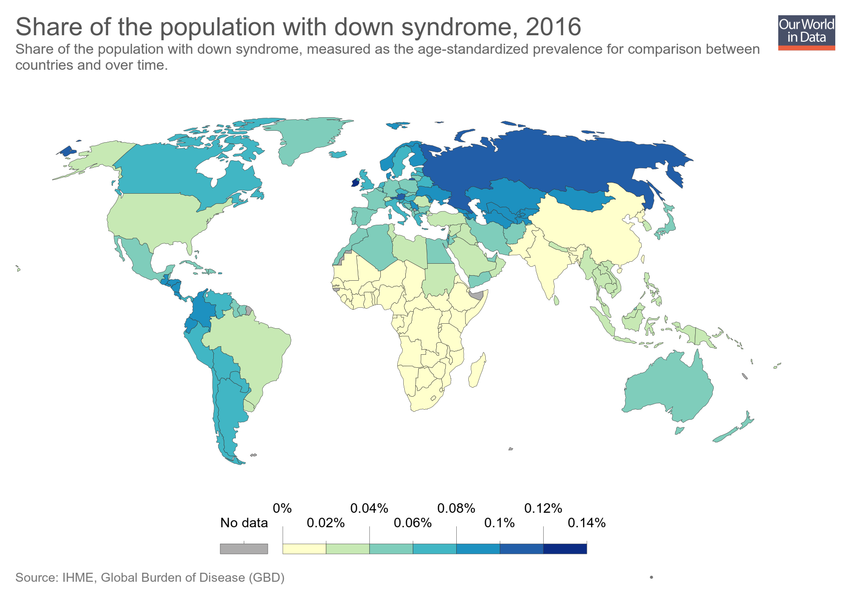 Share of the population with down syndrome, 2016
Our World
in Data
Share of the population with down syndrome, measured as the age-standardized prevalence for comparison between
countries and over time.
0% 0.04% 0.08% 0.12%
No data 0.02% 0.06% 0.1% 0.14%
Source: IHME, Global Burden of Disease (GBD)